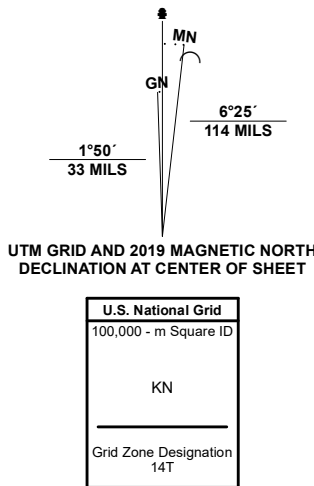 MN
GN
6°25´
114 MILS
1°50´
33 MILS
UTM GRID AND 2019 MAGNETIC NORTH
DECLINATION AT CENTER OF SHEET
U.S. National Grid
100,000 - m Square ID
KN
Grid Zone Designation
14T